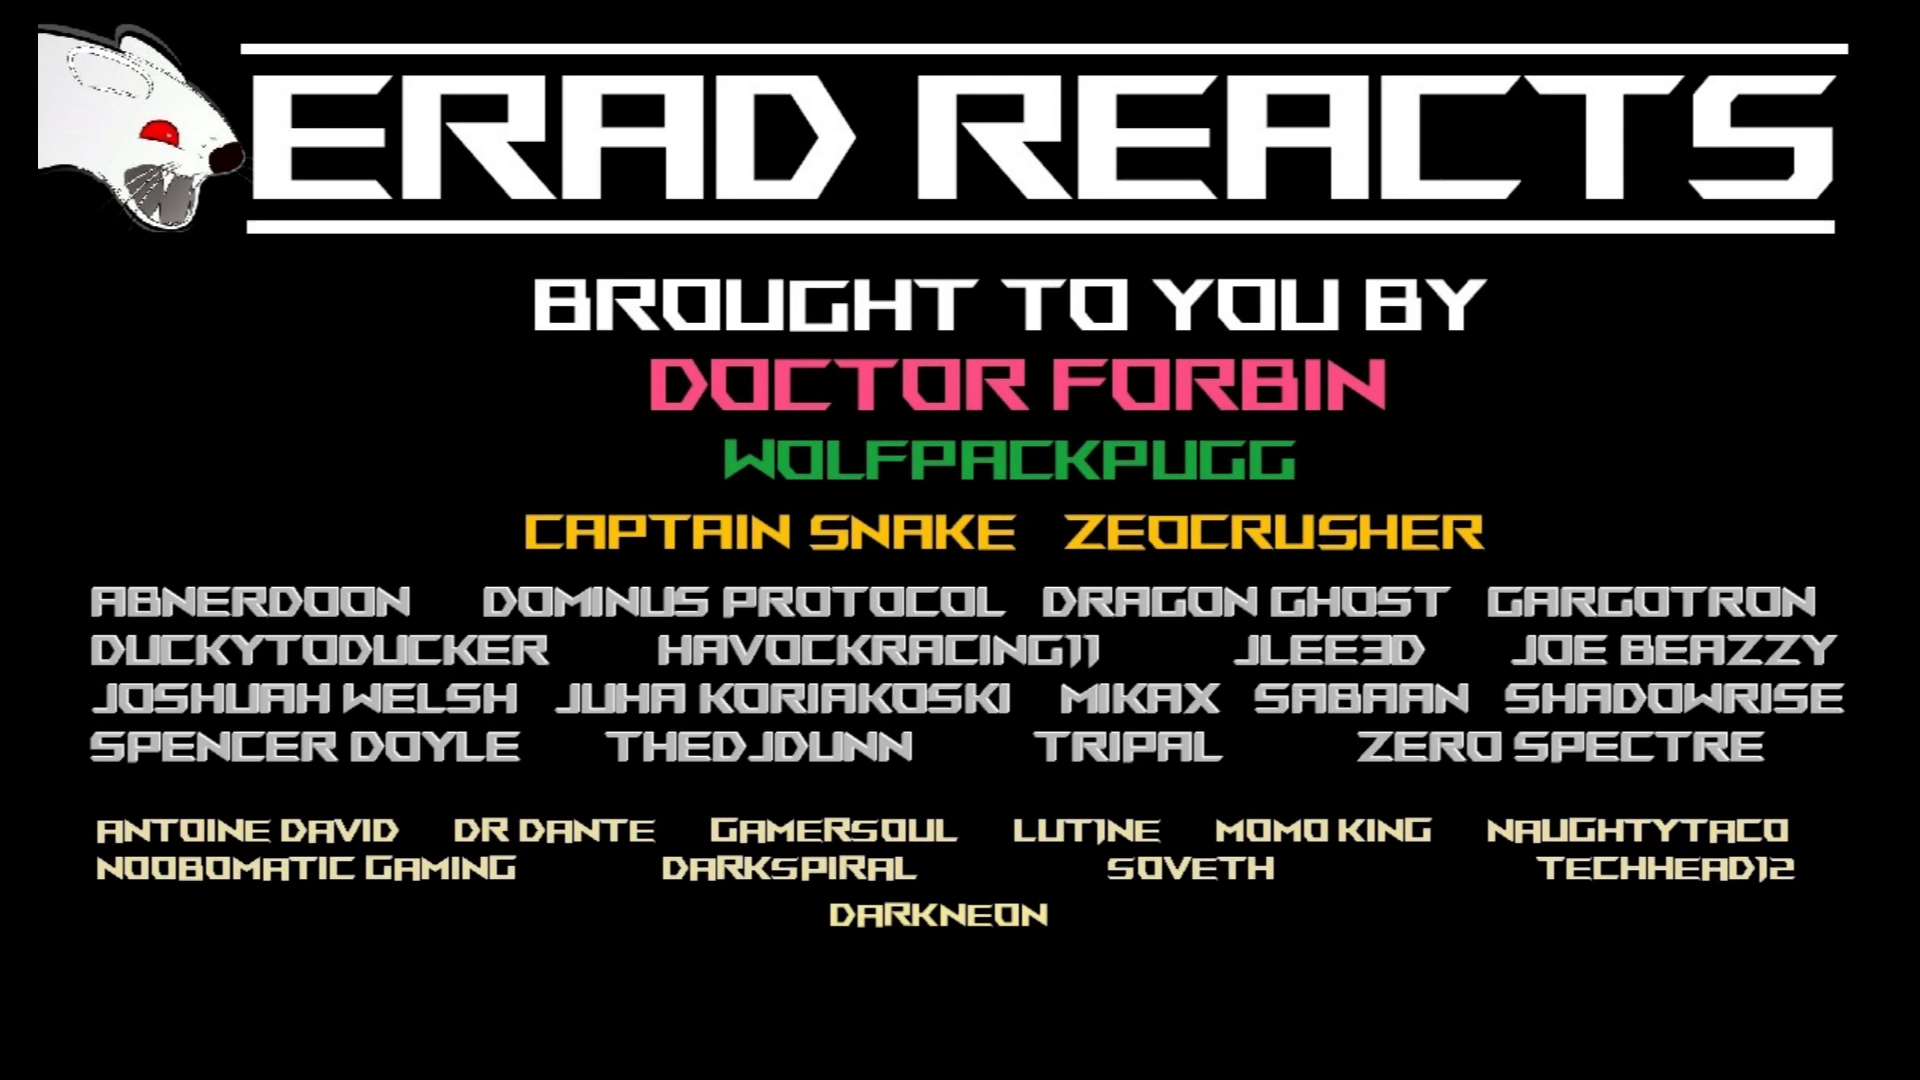 ERAD REACTS
BROUGHT TO YOU BY
DOCTOR FORBIN
WOLFPACKPUGG
CAPTAIN SNAKE ZEOCRUSHER
ABNERDOON DOMINUS PROTOCOL DRAGON GHOST GARGOTRON
DUCKYTODUCKER HAVOCKRACING11 JLEE3D JOE BEAZZY
JOSHUAH WELSH JUHA KORIAKOSKI MIKAX SABAAN SHADOWRISE
SPENCER DOYLE THEDJDUNN TRIPAL ZERO SPECTRE
ANTOINE DAVID DR DANTE GAMERSOUL LUT1NE MOMO KING NAUGHTYTACO
NOOBOMATIC GAMING DARKSPIRAL SOVETH TECHHEAD12
DARKNEON